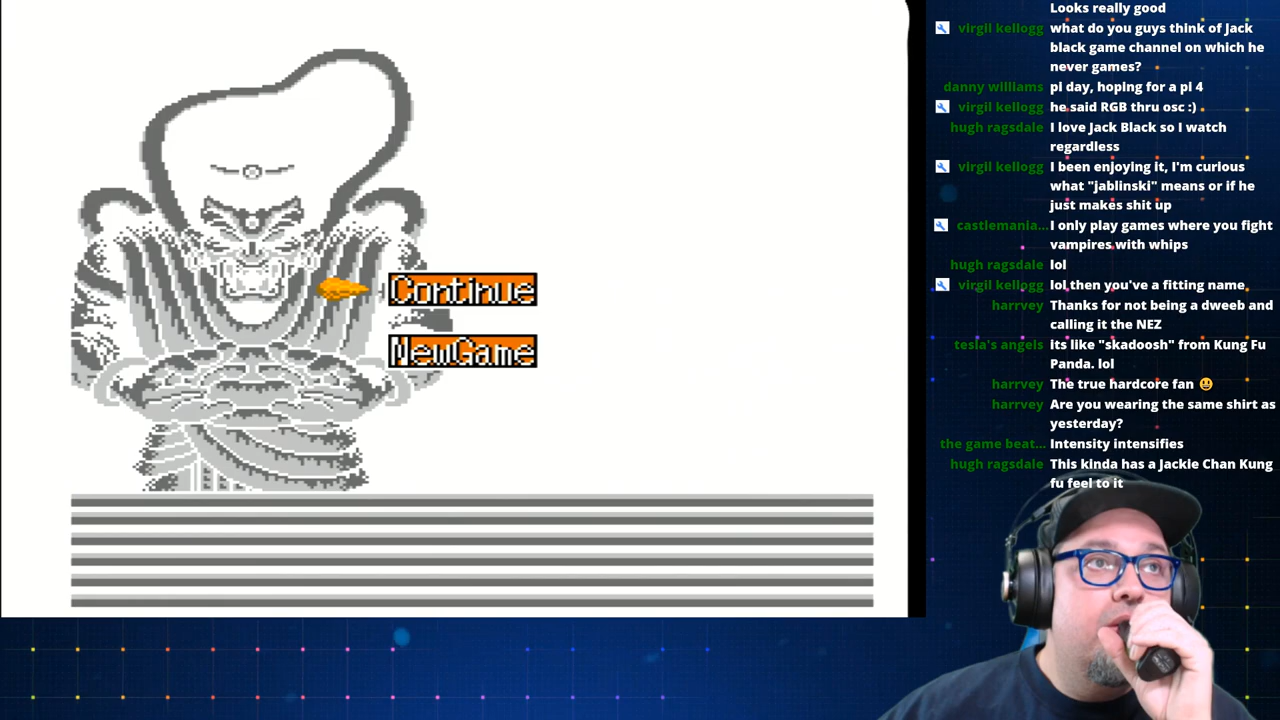 Continue
NewGame
Looks really good
virgil kellogg what do you guys think of Jack
black game channel on which he
never games?
danny williams pI day, hoping for a pI 4
virgil kellogg he said RGB thru osc :)
hugh ragsdale I love Jack Black so I watch
regardless
virgil kellogg I been enjoying it, I'm curious
what "jablinski" means or if he
just makes shit up
castlemania... I only play games where you fight
vampires with whips
hugh ragsdale lol
virgil kellogg lol then you've a fitting name
harrvey Thanks for not being a dweeb and
calling it the NEZ
tesla's angels its like "skadoosh" from Kung Fu
Panda. lol
harrvey The true hardcore fan 😃
harrvey Are you wearing the same shirt as
yesterday?
the game beat... Intensity intensifies
hugh ragsdale This kinda has a Jackie Chan Kung
fu feel to it